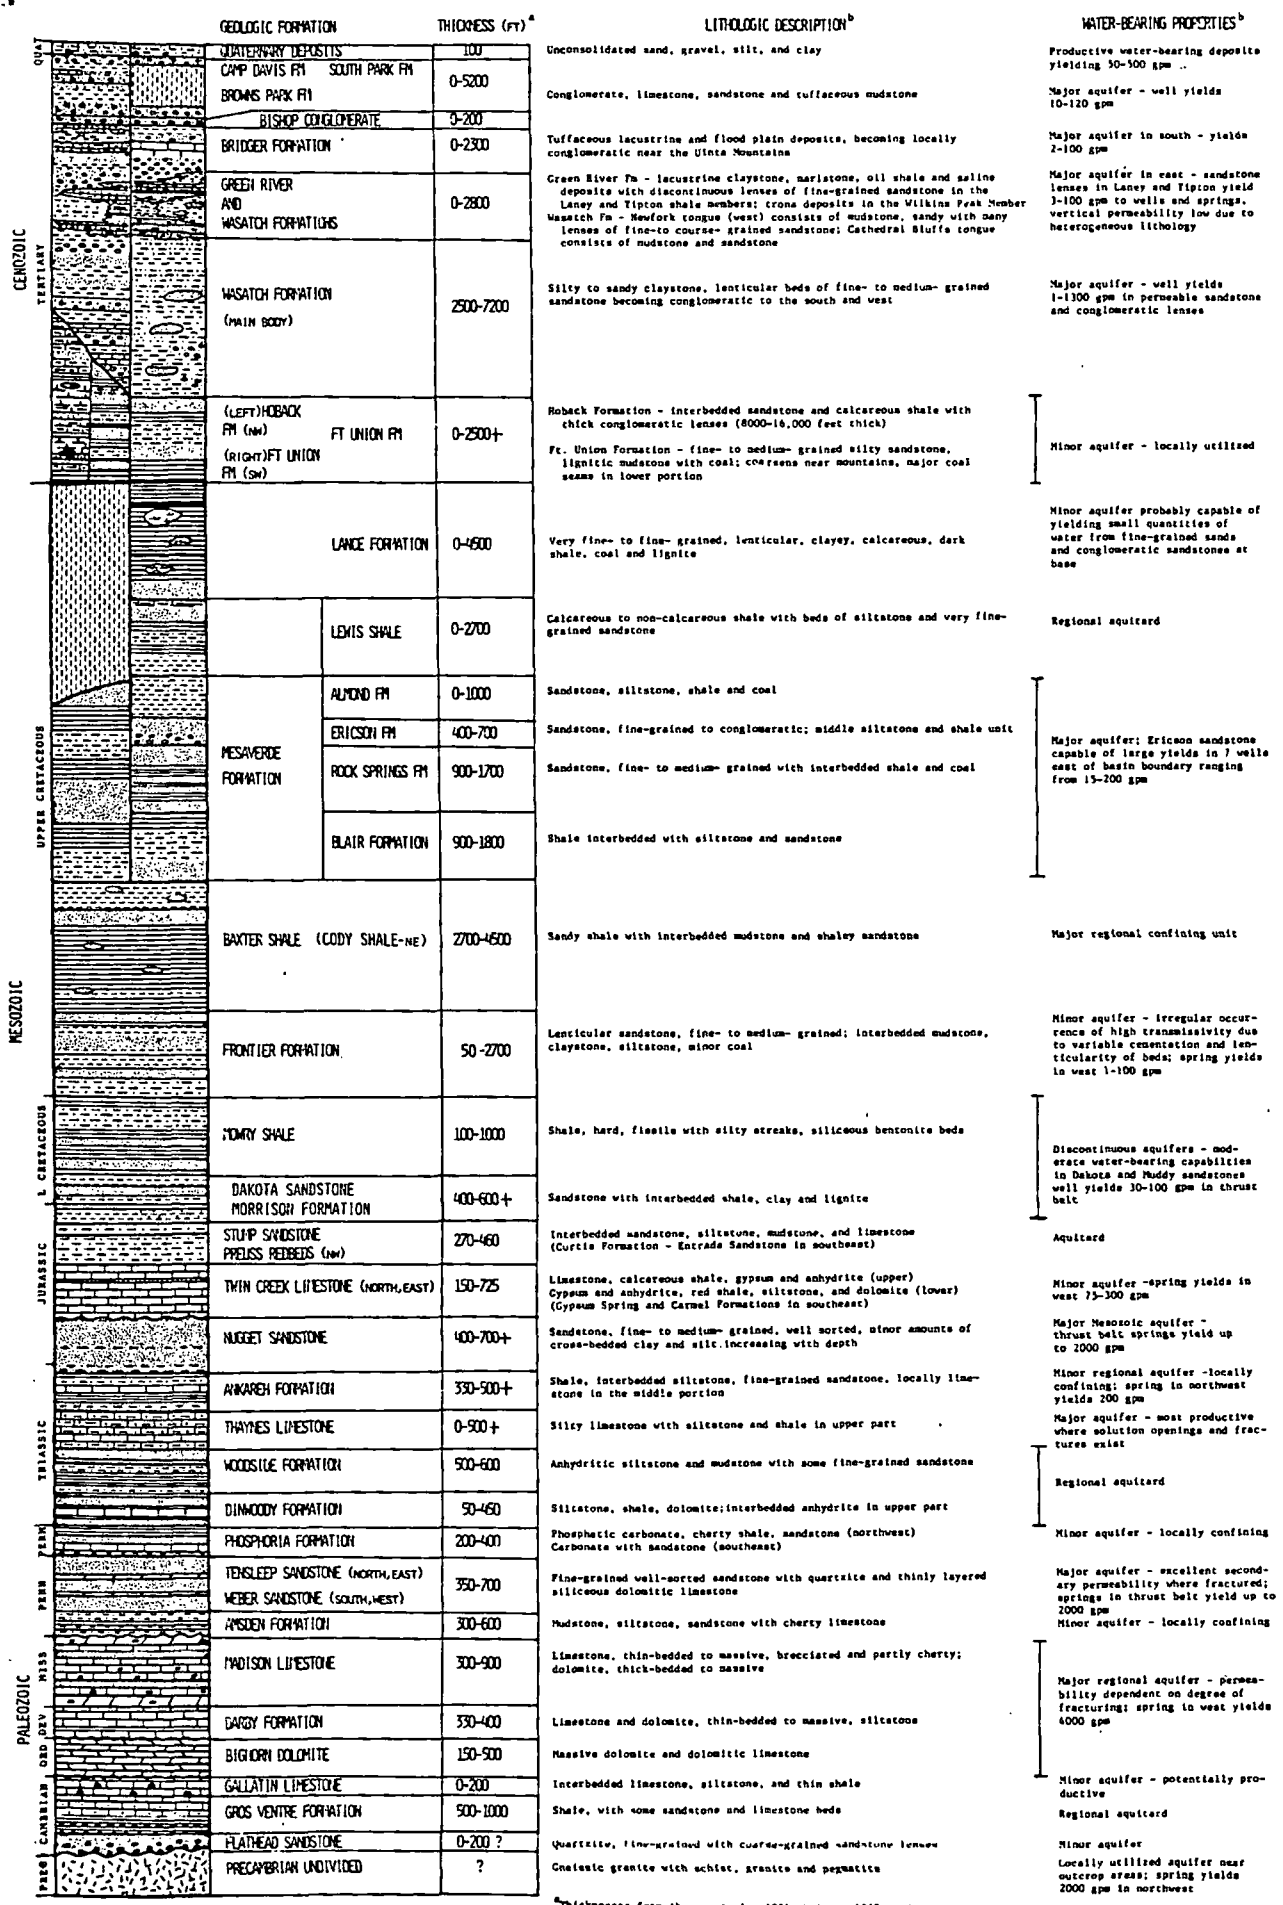 GEOLOGIC FORMATION THICKNESS (FT) a LITHOLOGIC DESCRIPTION b WATER-BEARING PROPERTIES b
CENOZOIC
QUAT
QUATERNARY DEPOSITS 100 Unconsolidated sand, gravel, silt, and clay
Productive water-bearing deposits
yielding 50-500 gpm
TERTIARY
CAMP DAVIS FM SOUTH PARK FM
BROWNS PARK FM
0-5200
Conglomerate, limestone, sandstone and tuffaceous mudstone
Major aquifer - well yields
10-120 gpm
BISHOP CONGLOMERATE 0-200
BRIDGER FORMATION 0-2300
Tuffaceous lacustrine and flood plain deposits, becoming locally
conglomeratic near the Uinta Mountains
Major aquifer in south - yields
2-100 gpm
GREEN RIVER
AND
WASATCH FORMATIONS
0-2800
Green River Fm - lacustrine claystone, marlstone, oil shale and saline
deposits with discontinuous lenses of fine-grained sandstone in the
Laney and Tipton shale members; trona deposits in the Wilkins Peak Member
Wasatch Fm - Newfork tongue (west) consists of mudstone, sandy with many
lenses of fine-to course- grained sandstone; Cathedral Bluffs tongue
consists of mudstone and sandstone
Major aquifer in east - sandstone
lenses in Laney and Tipton yield
3-100 gpm to wells and springs,
vertical permeability low due to
heterogeneous lithology
WASATCH FORMATION
(MAIN BODY)
2500-7200
Silty to sandy claystone, lenticular beds of fine- to medium- grained
sandstone becoming conglomeratic to the south and west
Major aquifer - well yields
1-1300 gpm in permeable sandstone
and conglomeratic lenses
(LEFT)HOBACK
FM (NW)
(RIGHT)FT UNION
FM (SW)
FT UNION FM
0-2500+
Hoback Formation - interbedded sandstone and calcareous shale with
thick conglomeratic lenses (8000-16,000 feet thick)
Ft. Union Formation - fine- to medium- grained silty sandstone,
lignitic mudstone with coal; coarsens near mountains, major coal
seams in lower portion
Minor aquifer - locally utilized
MESOZOIC
UPPER CRETACEOUS
LANCE FORMATION 0-4500
Very fine- to fine- grained, lenticular, clayey, calcareous, dark
shale, coal and lignite
Minor aquifer probably capable of
yielding small quantities of
water from fine-grained sands
and conglomeratic sandstones at
base
LEWIS SHALE 0-2700
Calcareous to non-calcareous shale with beds of siltstone and very fine-
grained sandstone
Regional aquitard
MESAVERDE
FORMATION
ALMOND FM 0-1000 Sandstone, siltstone, shale and coal
ERICSON FM 400-700 Sandstone, fine-grained to conglomeratic; middle siltstone and shale unit
ROCK SPRINGS FM 900-1700 Sandstone, fine- to medium- grained with interbedded shale and coal
BLAIR FORMATION 900-1800 Shale interbedded with siltstone and sandstone
Major aquifer; Ericson sandstone
capable of large yields in 7 wells
east of basin boundary ranging
from 15-200 gpm
BAXTER SHALE (CODY SHALE-NE) 2700-4500 Sandy shale with interbedded mudstone and shaley sandstone Major regional confining unit
FRONTIER FORMATION 50-2700
Lenticular sandstone, fine- to medium- grained; interbedded mudstone,
claystone, siltstone, minor coal
Minor aquifer - irregular occur-
rence of high transmissivity due
to variable cementation and len-
ticularity of beds; spring yields
in west 1-100 gpm
L CRETACEOUS
MOWRY SHALE 100-1000 Shale, hard, fissile with silty streaks, siliceous bentonite beds
DAKOTA SANDSTONE
MORRISON FORMATION
400-600+ Sandstone with interbedded shale, clay and lignite
Discontinuous aquifers - mod-
erate water-bearing capabilties
in Dakota and Muddy sandstones
well yields 30-100 gpm in thrust
belt
JURASSIC
STUMP SANDSTONE
PREUSS REDBEDS (NW)
270-460
Interbedded sandstone, siltstone, mudstone, and limestone
(Curtis Formation - Entrada Sandstone in southeast)
Aquitard
TWIN CREEK LIMESTONE (NORTH,EAST) 150-725
Limestone, calcareous shale, gypsum and anhydrite (upper)
Gypsum and anhydrite, red shale, siltstone, and dolomite (lower)
(Gypsum Spring and Carmel Formations in southeast)
Minor aquifer -spring yields in
west 75-300 gpm
NUGGET SANDSTONE 400-700+
Sandstone, fine- to medium- grained, well sorted, minor amounts of
cross-bedded clay and silt increasing with depth
Major Mesozoic aquifer -
thrust belt springs yield up
to 2000 gpm
TRIASSIC
ANKAREH FORMATION 330-500+
Shale, interbedded siltstone, fine-grained sandstone, locally lime-
stone in the middle portion
Minor regional aquifer -locally
confining; spring in northwest
yields 200 gpm
THAYNES LIMESTONE 0-500+ Silty limestone with siltstone and shale in upper part
Major aquifer - most productive
where solution openings and frac-
tures exist
WOODSIDE FORMATION 500-600 Anhydritic siltstone and mudstone with some fine-grained sandstone
Regional aquitard
DINWOODY FORMATION 50-450 Siltstone, shale, dolomite;interbedded anhydrite in upper part
PALEOZOIC
PERM
PHOSPHORIA FORMATION 200-400
Phosphatic carbonate, cherty shale, sandstone (northwest)
Carbonate with sandstone (southeast)
Minor aquifer - locally confining
PENN
TENSLEEP SANDSTONE (NORTH,EAST)
WEBER SANDSTONE (SOUTH,WEST)
350-700
Fine-grained well-sorted sandstone with quartzite and thinly layered
siliceous dolomitic limestone
Major aquifer - excellent second-
ary permeability where fractured;
springs in thrust belt yield up to
2000 gpm
AMSDEN FORMATION 300-600 Mudstone, siltstone, sandstone with cherty limestone Minor aquifer - locally confining
MISS
MADISON LIMESTONE 300-900
Limestone, thin-bedded to massive, brecciated and partly cherty;
dolomite, thick-bedded to massive
Major regional aquifer - permea-
bility dependent on degree of
fracturing; spring in west yields
4000 gpm
DEV
DARBY FORMATION 330-400 Limestone and dolomite, thin-bedded to massive, siltstone
ORD
BIGHORN DOLOMITE 150-500 Massive dolomite and dolomitic limestone
CAMBRIAN
GALLATIN LIMESTONE 0-200 Interbedded limestone, siltstone, and thin shale
Minor aquifer - potentially pro-
ductive
GROS VENTRE FORMATION 500-1000 Shale, with some sandstone and limestone beds Regional aquitard
FLATHEAD SANDSTONE 0-200 ? Quartzite, fine-grained with coarse-grained sandstone lenses Minor aquifer
PREC
PRECAMBRIAN UNDIVIDED ? Gneissic granite with schist, granite and pegmatite
Locally utilized aquifer near
outcrop areas; spring yields
2000 gpm in northwest